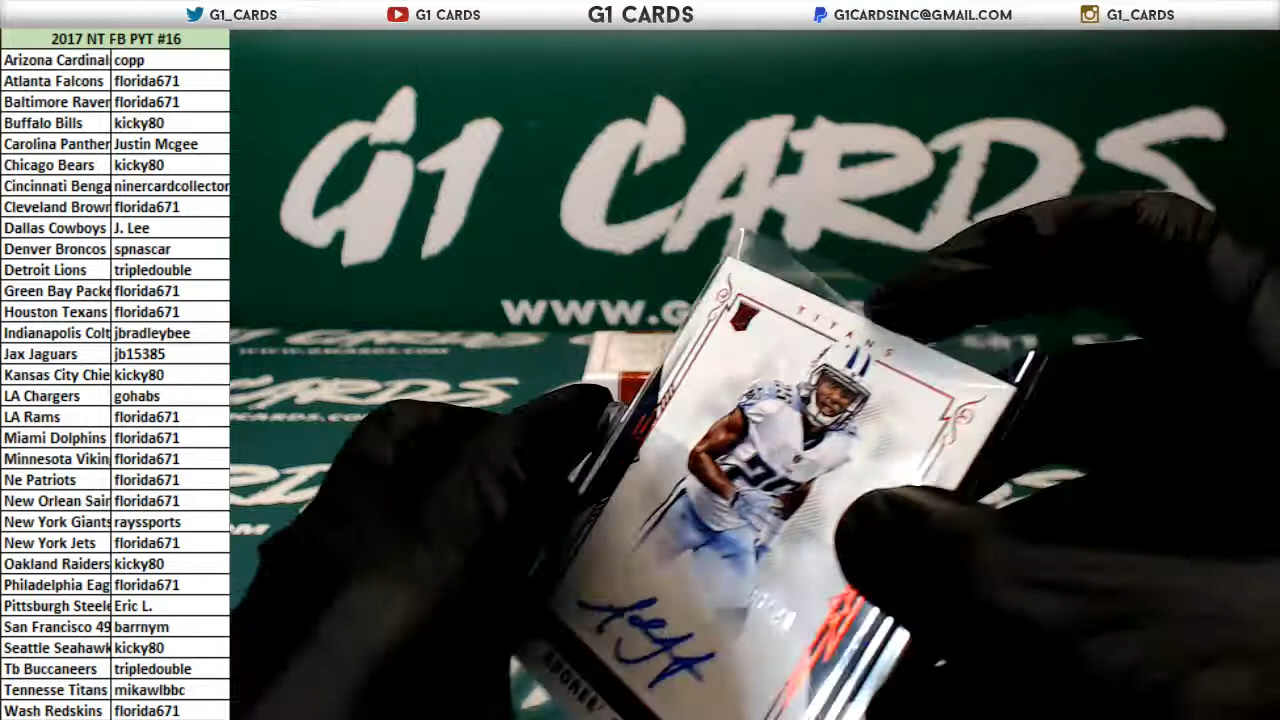 G1_CARDS G1 CARDS G1 CARDS G1CARDSINC@GMAIL.COM G1_CARDS
2017 NT FB PYT #16
Arizona Cardinal copp
Atlanta Falcons florida671
Baltimore Raver florida671
Buffalo Bills kicky80
Carolina Panther Justin Mcgee
Chicago Bears kicky80
Cincinnati Benga ninercardcollector
Cleveland Brown florida671
Dallas Cowboys J. Lee
Denver Broncos spnascar
Detroit Lions tripledouble
Green Bay Packe florida671
Houston Texans florida671
Indianapolis Colt jbradleybee
Jax Jaguars jb15385
Kansas City Chie kicky80
LA Chargers gohabs
LA Rams florida671
Miami Dolphins florida671
Minnesota Vikin florida671
Ne Patriots florida671
New Orlean Sain florida671
New York Giants rayssports
New York Jets florida671
Oakland Raiders kicky80
Philadelphia Eag florida671
Pittsburgh Steele Eric L.
San Francisco 49 barrnym
Seattle Seahawk kicky80
Tb Buccaneers tripledouble
Tennesse Titans mikawlbbc
Wash Redskins florida671
G1 CARDS
WWW.G
TITANS